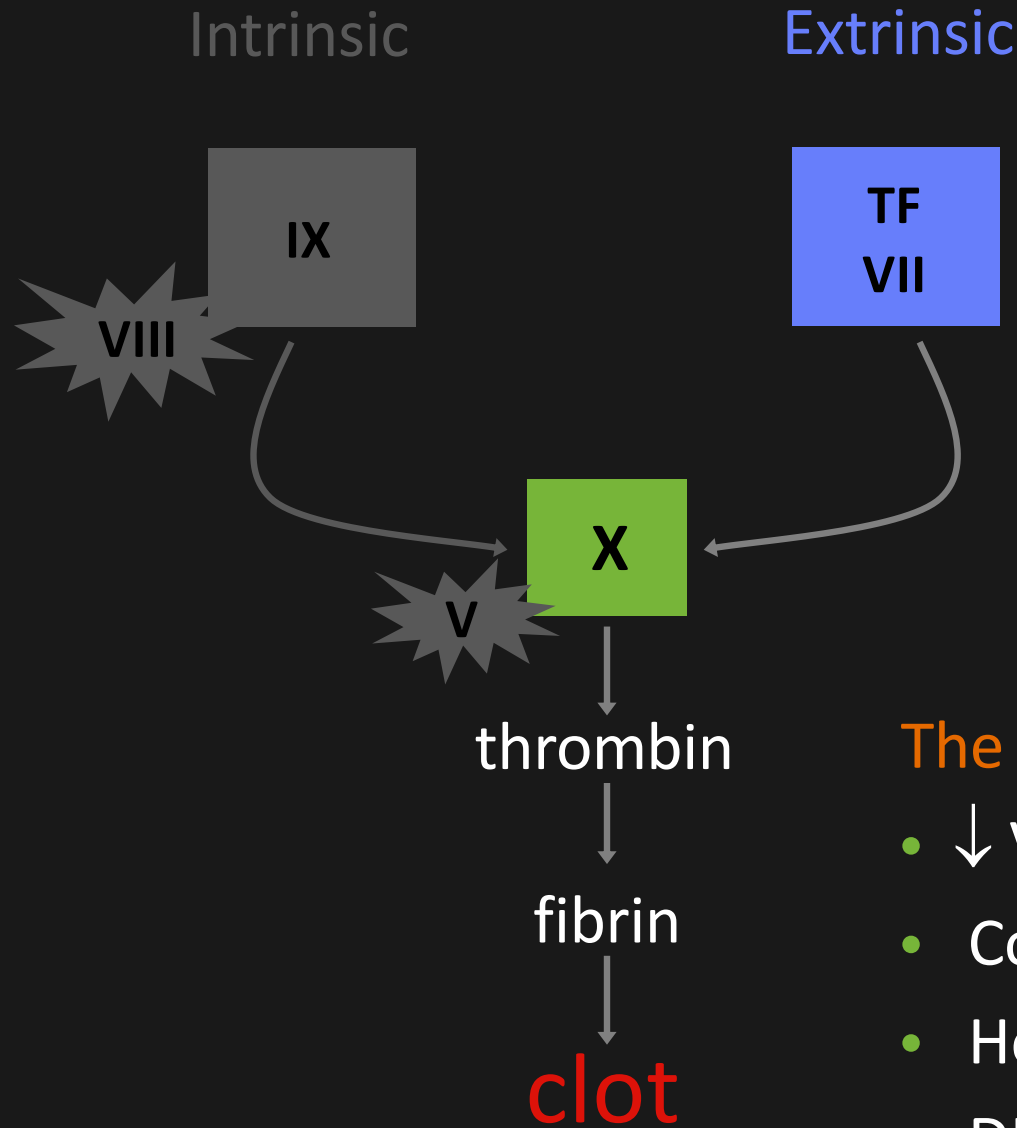 Intrinsic
Extrinsic
IX
TF
VII
VIII
X
V
thrombin
The
↓
fibrin
clot